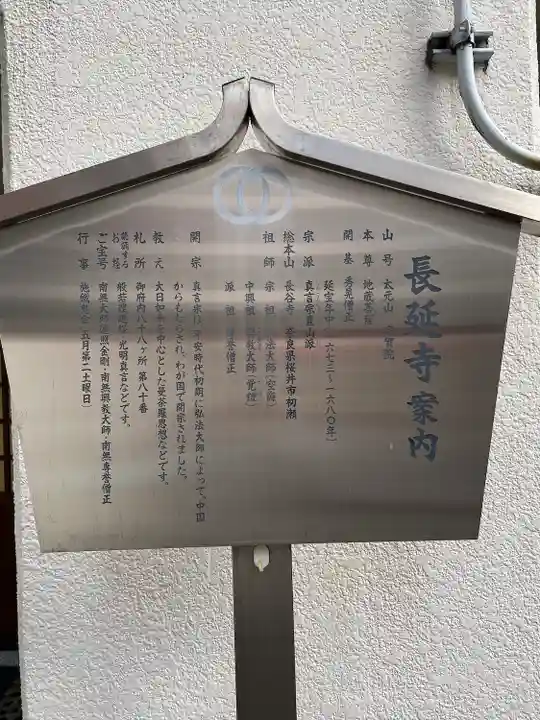 長延寺案内
山号 太元山 宝院
本尊 地蔵菩薩
開基 秀晃僧正
延宝年中(一六七三~一六八〇年)
宗派 真言宗豊山派
総本山 長谷寺 奈良県桜井市初瀬
祖師 宗祖 弘法大師(空海)
中興祖 興教大師(覚鑁)
派祖 専誉僧正
開宗 真言宗は、平安時代初期に弘法大師によって、中国
からもたらされ、わが国で開宗されました。
教え 大日如来を中心とした曼荼羅思想などです。
札所 御府内八十八ヶ所 第八十番
お経 般若理趣経・光明真言などです。
ご宝号 南無大師遍照金剛・南無興教大師・南無専誉僧正
行事 施餓鬼会(五月第二土曜日)